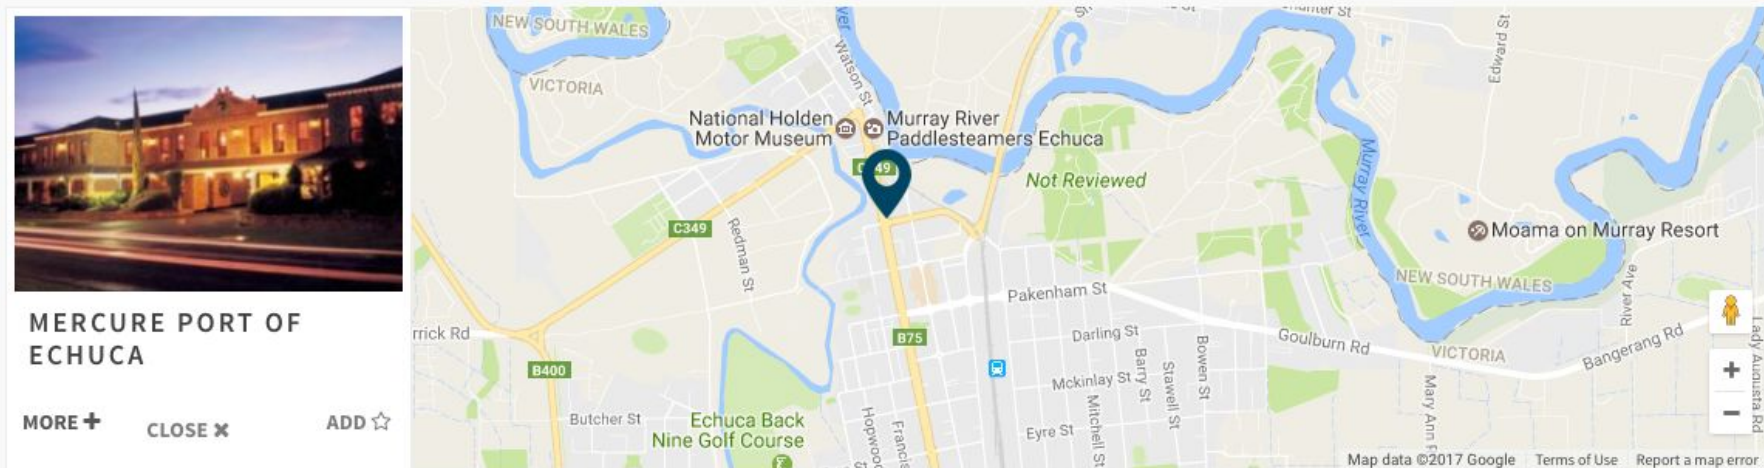 MERCURE PORT OF
ECHUCA
MORE
CLOSE
ADD
NEW SOUTH WALES
VICTORIA
Watson St
National Holden
Motor Museum
Murray River
Paddlesteamers Echuca
Not Reviewed
Edward St
Murray River
Moama on Murray Resort
C349
Redman St
NEW SOUTH WALES
River Ave
Pakenham St
rrick Rd
B75
Darling St
Goulburn Rd
VICTORIA
Bangerang Rd
Lady Augusta Rd
B400
Mckinlay St
Barry St
Stawell St
Bowen St
Butcher St
Echuca Back
Nine Golf Course
Hopwood
Francis
Eyre St
Mitchell St
Mary Ann R
Map data ©2017 Google
Terms of Use
Report a map error